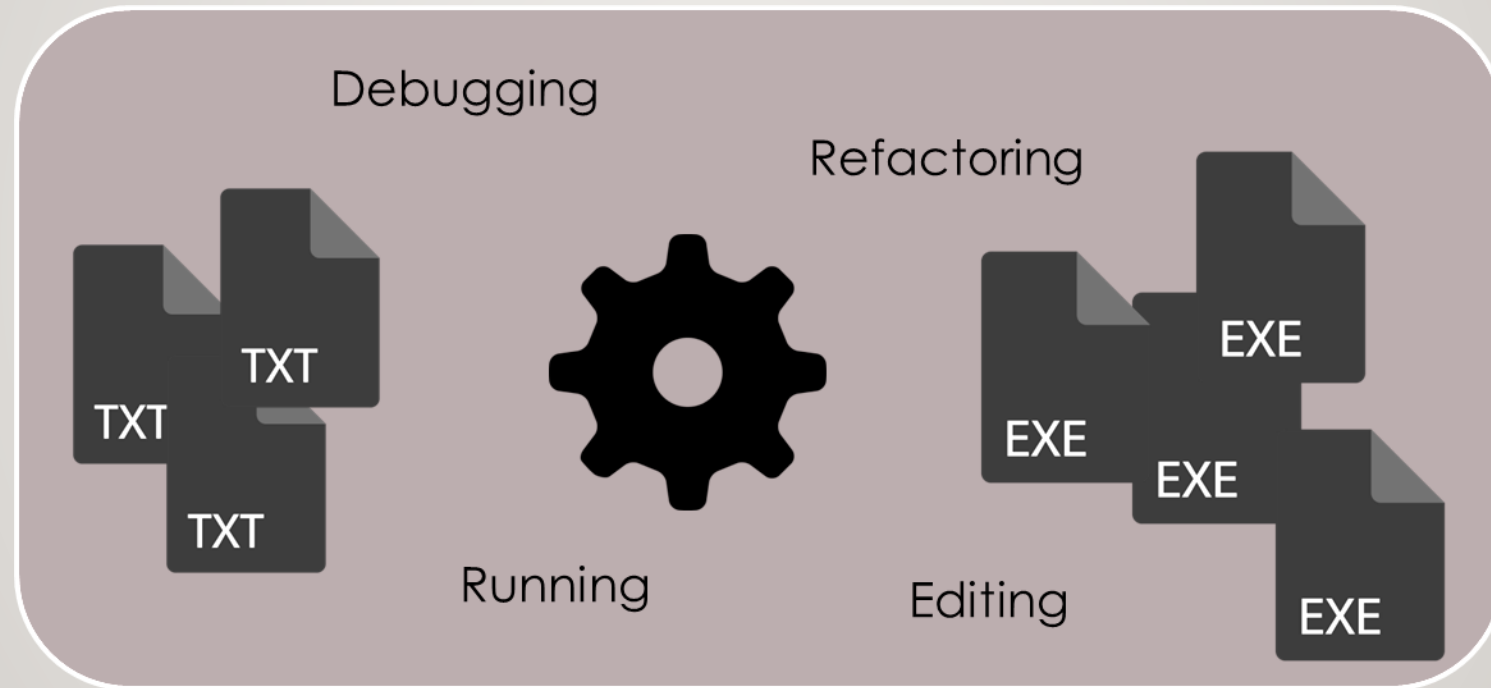 Debugging
Refactoring
TXT
TXT
TXT
EXE
EXE
EXE
EXE
Running
Editing